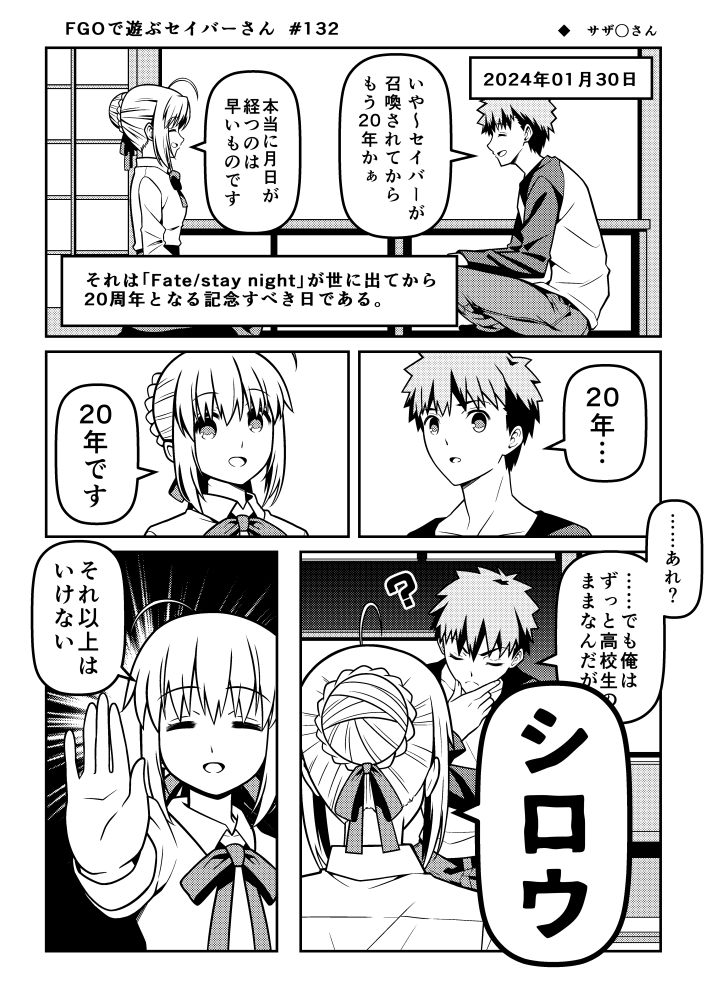 FGOで遊ぶセイバーさん #132
◆ サザ〇さん
2024年01月30日
いや〜セイバーが
召喚されてから
もう20年かぁ
本当に月日が
経つのは
早いものです
それは「Fate/stay night」が世に出てから
20周年となる記念すべき日である。
20年…
20年です
……あれ？
……でも俺は
ずっと高校生の
ままなんだが
?
シロウ
それ以上は
いけない